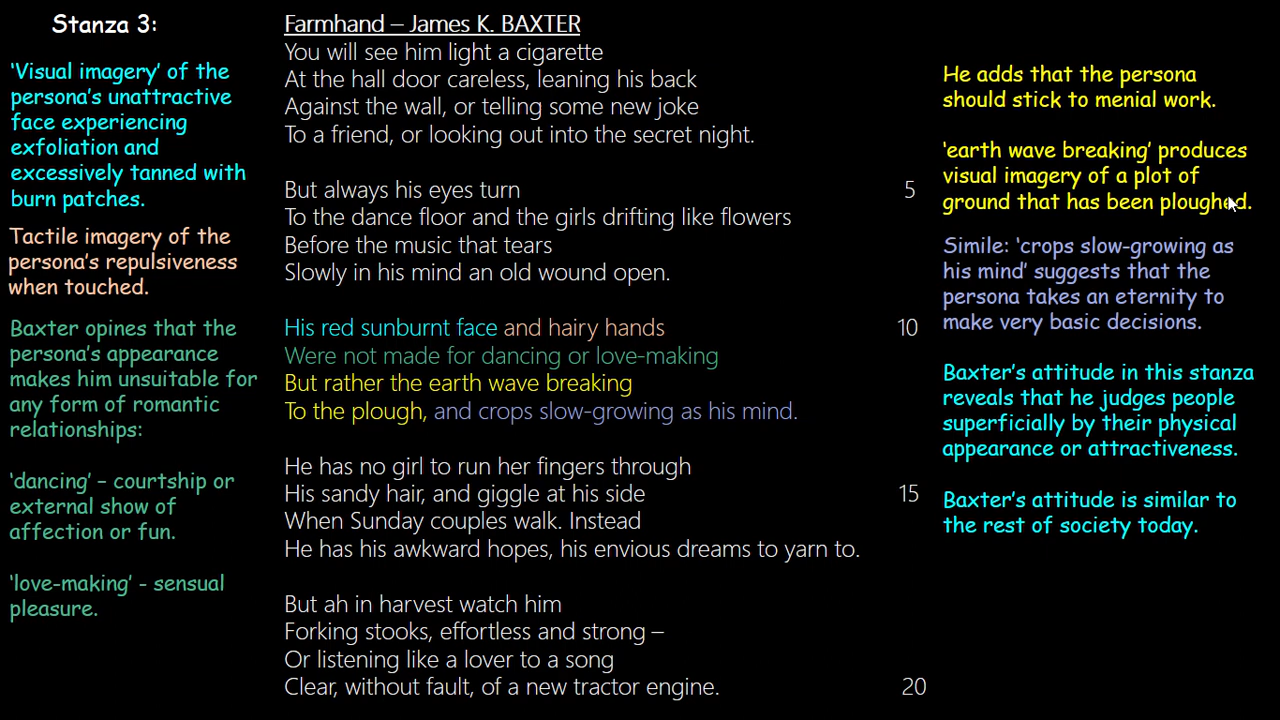 Stanza 3:
'Visual imagery' of the
persona's unattractive
face experiencing
exfoliation and
excessively tanned with
burn patches.
Tactile imagery of the
persona's repulsiveness
when touched.
Baxter opines that the
persona's appearance
makes him unsuitable for
any form of romantic
relationships:
'dancing' – courtship or
external show of
affection or fun.
'love-making' - sensual
pleasure.
Farmhand – James K. BAXTER
You will see him light a cigarette
At the hall door careless, leaning his back
Against the wall, or telling some new joke
To a friend, or looking out into the secret night.
But always his eyes turn 5
To the dance floor and the girls drifting like flowers
Before the music that tears
Slowly in his mind an old wound open.
His red sunburnt face and hairy hands 10
Were not made for dancing or love-making
But rather the earth wave breaking
To the plough, and crops slow-growing as his mind.
He has no girl to run her fingers through
His sandy hair, and giggle at his side 15
When Sunday couples walk. Instead
He has his awkward hopes, his envious dreams to yarn to.
But ah in harvest watch him
Forking stooks, effortless and strong –
Or listening like a lover to a song
Clear, without fault, of a new tractor engine. 20
He adds that the persona
should stick to menial work.
'earth wave breaking' produces
visual imagery of a plot of
ground that has been ploughed.
Simile: 'crops slow-growing as
his mind' suggests that the
persona takes an eternity to
make very basic decisions.
Baxter's attitude in this stanza
reveals that he judges people
superficially by their physical
appearance or attractiveness.
Baxter's attitude is similar to
the rest of society today.